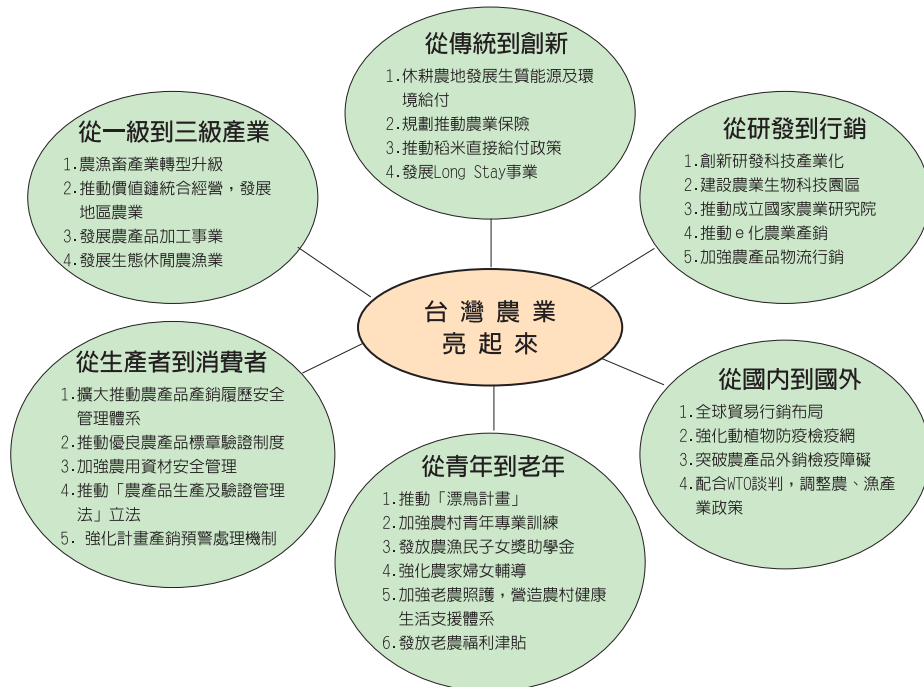 從傳統到創新
1.休耕農地發展生質能源及環
境給付
2.規劃推動農業保險
3.推動稻米直接給付政策
4.發展Long Stay事業
從一級到三級產業
1.農漁畜產業轉型升級
2.推動價值鏈統合經營，發展
地區農業
3.發展農產品加工事業
4.發展生態休閒農漁業
從研發到行銷
1.創新研發科技產業化
2.建設農業生物科技園區
3.推動成立國家農業研究院
4.推動e化農業產銷
5.加強農產品物流行銷
台灣農業
亮起來
從生產者到消費者
1.擴大推動農產品產銷履歷安全
管理體系
2.推動優良農產品標章驗證制度
3.加強農用資材安全管理
4.推動「農產品生產及驗證管理
法」立法
5. 強化計畫產銷預警處理機制
從國內到國外
1.全球貿易行銷布局
2.強化動植物防疫檢疫網
3.突破農產品外銷檢疫障礙
4.配合WTO談判，調整農、漁產
業政策
從青年到老年
1.推動「漂鳥計畫」
2.加強農村青年專業訓練
3.發放農漁民子女獎助學金
4.強化農家婦女輔導
5.加強老農照護，營造農村健康
生活支援體系
6.發放老農福利津貼